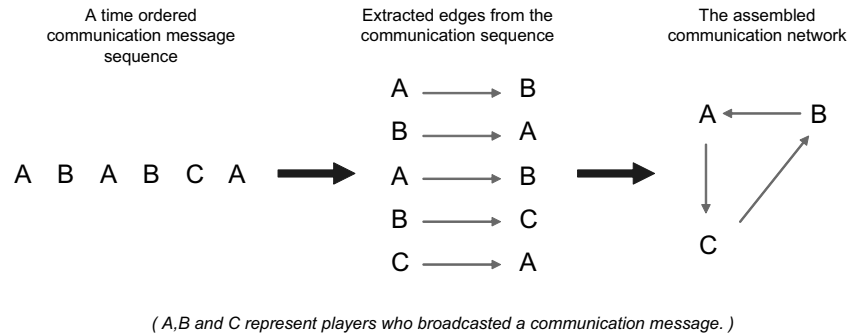 A time ordered
communication message
sequence
Extracted edges from the
communication sequence
The assembled
communication network
A B A B C A
A B
B A
A B
B C
C A
A B
C
( A,B and C represent players who broadcasted a communication message. )